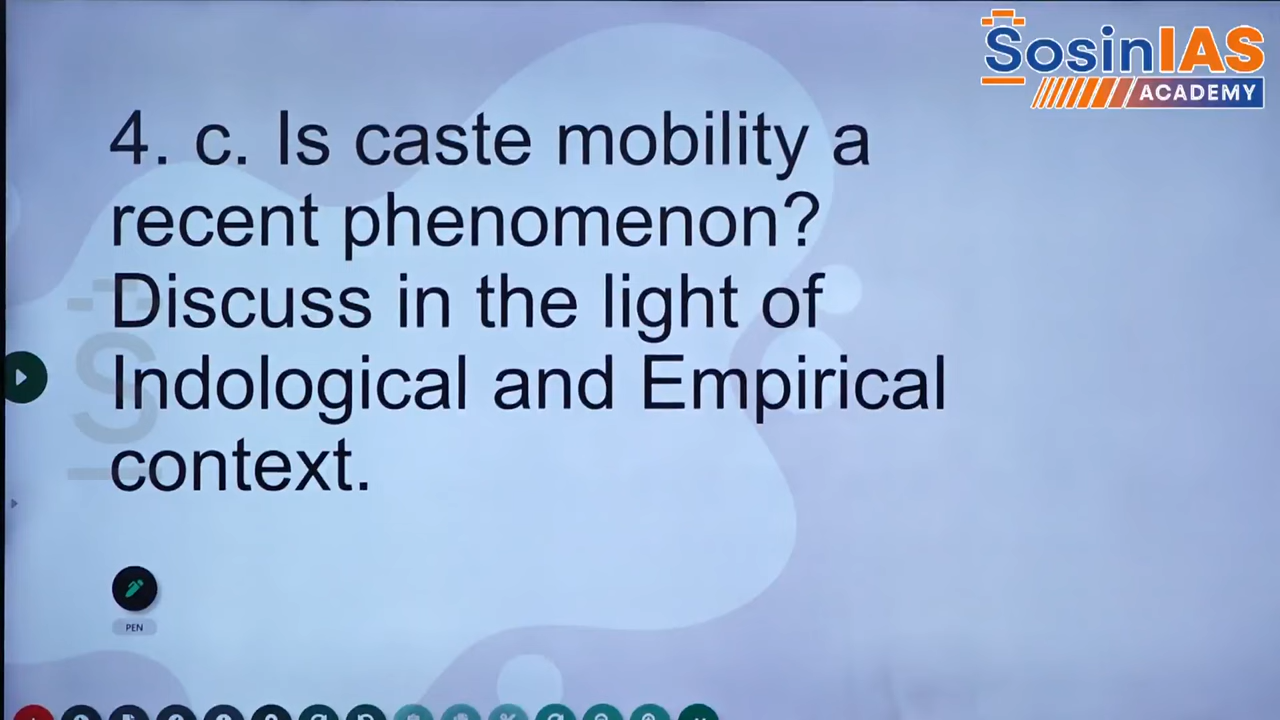 SosinIAS
ACADEMY
4. c. Is caste mobility a
recent phenomenon?
Discuss in the light of
Indological and Empirical
context.
S
PEN